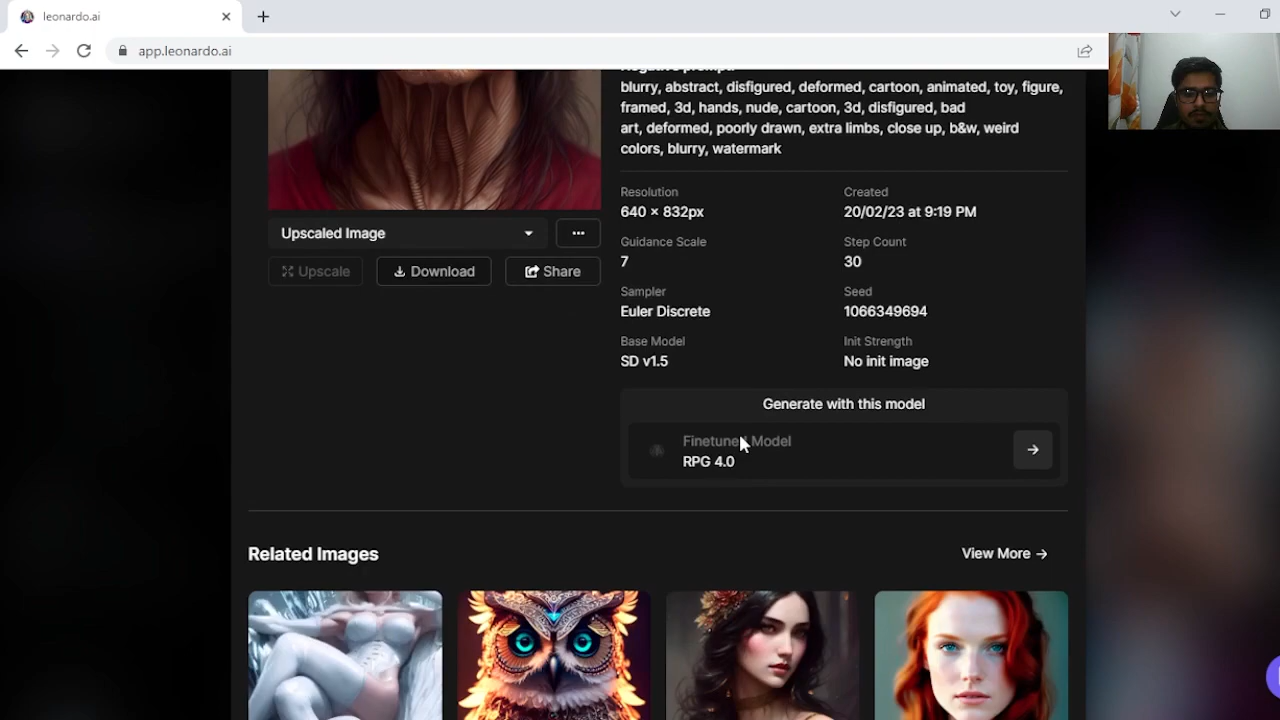 leonardo.ai
app.leonardo.ai
Negative prompt
blurry, abstract, disfigured, deformed, cartoon, animated, toy, figure,
framed, 3d, hands, nude, cartoon, 3d, disfigured, bad
art, deformed, poorly drawn, extra limbs, close up, b&w, weird
colors, blurry, watermark
Resolution
640 × 832px
Created
20/02/23 at 9:19 PM
Guidance Scale
7
Step Count
30
Sampler
Euler Discrete
Seed
1066349694
Base Model
SD v1.5
Init Strength
No init image
Upscaled Image
Upscale
Download
Share
Generate with this model
Finetuned Model
RPG 4.0
Related Images
View More